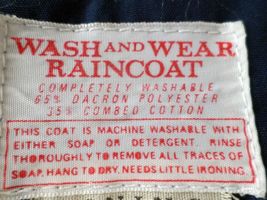 WASH AND WEAR
RAINCOAT
COMPLETELY WASHABLE
65% DACRON POLYESTER
35% COMBED COTTON
THIS COAT IS MACHINE WASHABLE WITH
EITHER SOAP OR DETERGENT. RINSE
THOROUGHLY TO REMOVE ALL TRACES OF
SOAP. HANG TO DRY. NEEDS LITTLE IRONING.